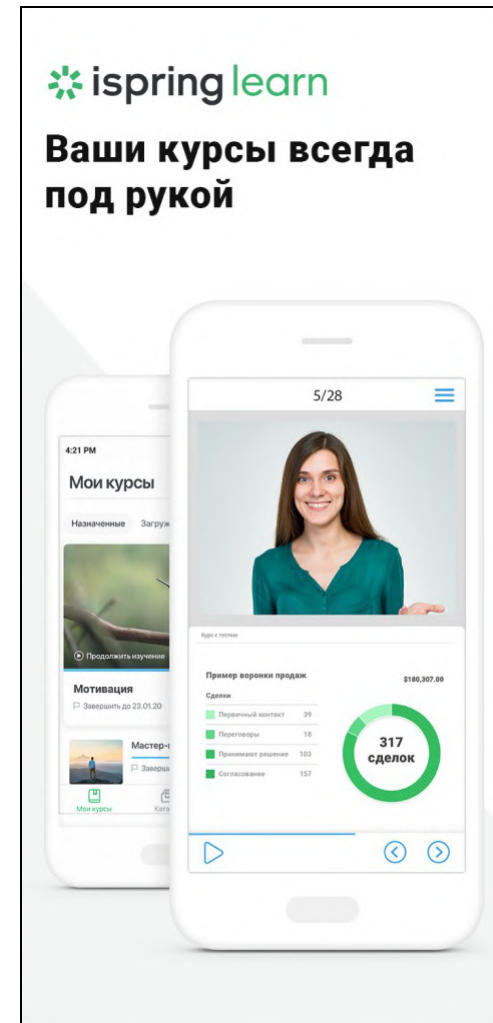 ispring learn
Ваши курсы всегда
под рукой
4:21 PM
Мои курсы
Назначенные
Продолжить изучение
Мотивация
Завершить до 23.01.20
Мои курсы
5/28
Курс с тестом
Пример воронки продаж
$180,307.00
Сделки
Первичный контакт 39
Переговоры 18
Принимают решение 103
Согласование 157
317
сделок